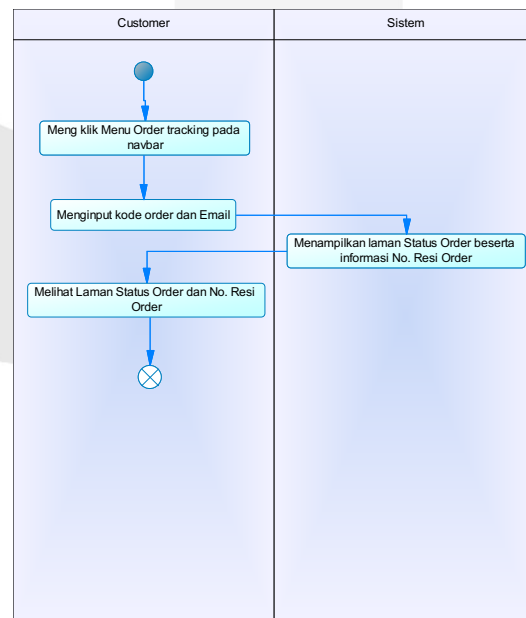 Customer
Sistem
Meng klik Menu Order tracking pada
navbar
Menginput kode order dan Email
Menampilkan laman Status Order beserta
informasi No. Resi Order
Melihat Laman Status Order dan No. Resi
Order